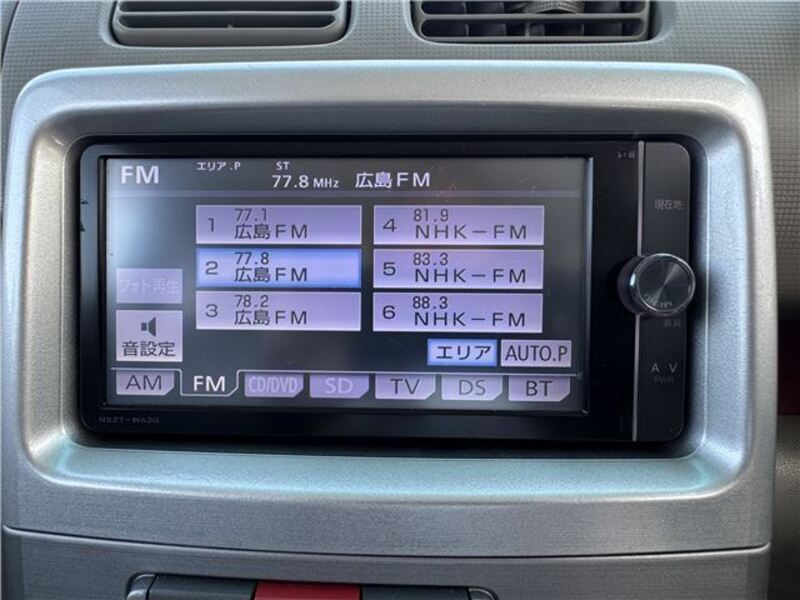 FM エリア.P ST
77.8 MHz 広島FM
1 77.1 広島FM
2 77.8 広島FM
3 78.2 広島FM
4 81.9 NHK-FM
5 83.3 NHK-FM
6 88.3 NHK-FM
フォト再生
音設定
エリア AUTO.P
AM FM CD/DVD SD TV DS BT
NSZT-W62G
現在地
AV
PWR